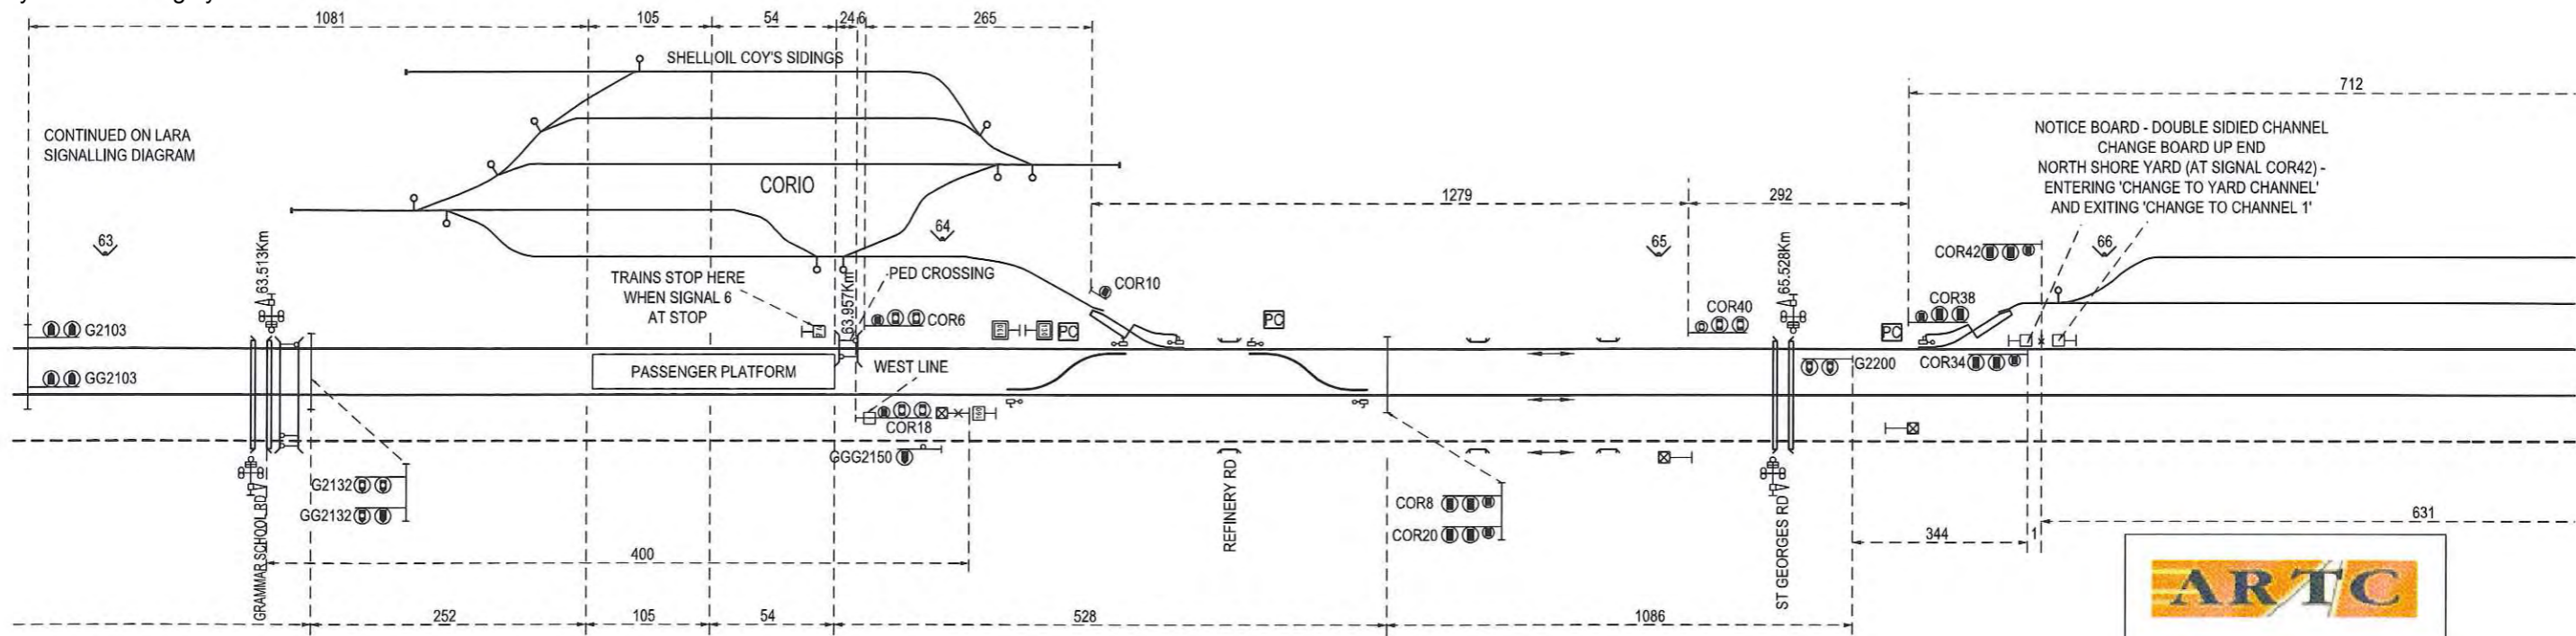 1081
105
54
24
6
265
SHELL OIL COY'S SIDINGS
712
CONTINUED ON LARA
SIGNALLING DIAGRAM
NOTICE BOARD - DOUBLE SIDIED CHANNEL
CHANGE BOARD UP END
NORTH SHORE YARD (AT SIGNAL COR42) -
ENTERING 'CHANGE TO YARD CHANNEL'
AND EXITING 'CHANGE TO CHANNEL 1'
CORIO
1279
292
63
64
65
66
63.513Km
63.957Km
65.528Km
TRAINS STOP HERE
WHEN SIGNAL 6
AT STOP
PED CROSSING
COR10
COR42
COR40
COR38
G2103
COR6
PC
PC
PC
GG2103
PASSENGER PLATFORM
WEST LINE
G2200
COR34
COR18
160
GGG2150
G2132
GG2132
GRAMMAR SCHOOL RD
REFINERY RD
COR8
COR20
ST GEORGES RD
400
344
1
631
252
105
54
528
1086
ARTC